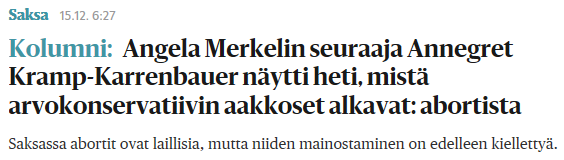 Saksa 15.12. 6:27
Kolumni: Angela Merkelin seuraaja Annegret
Kramp-Karrenbauer näytti heti, mistä
arvokonservatiivin aakkoset alkavat: abortista
Saksassa abortit ovat laillisia, mutta niiden mainostaminen on edelleen kiellettyä.